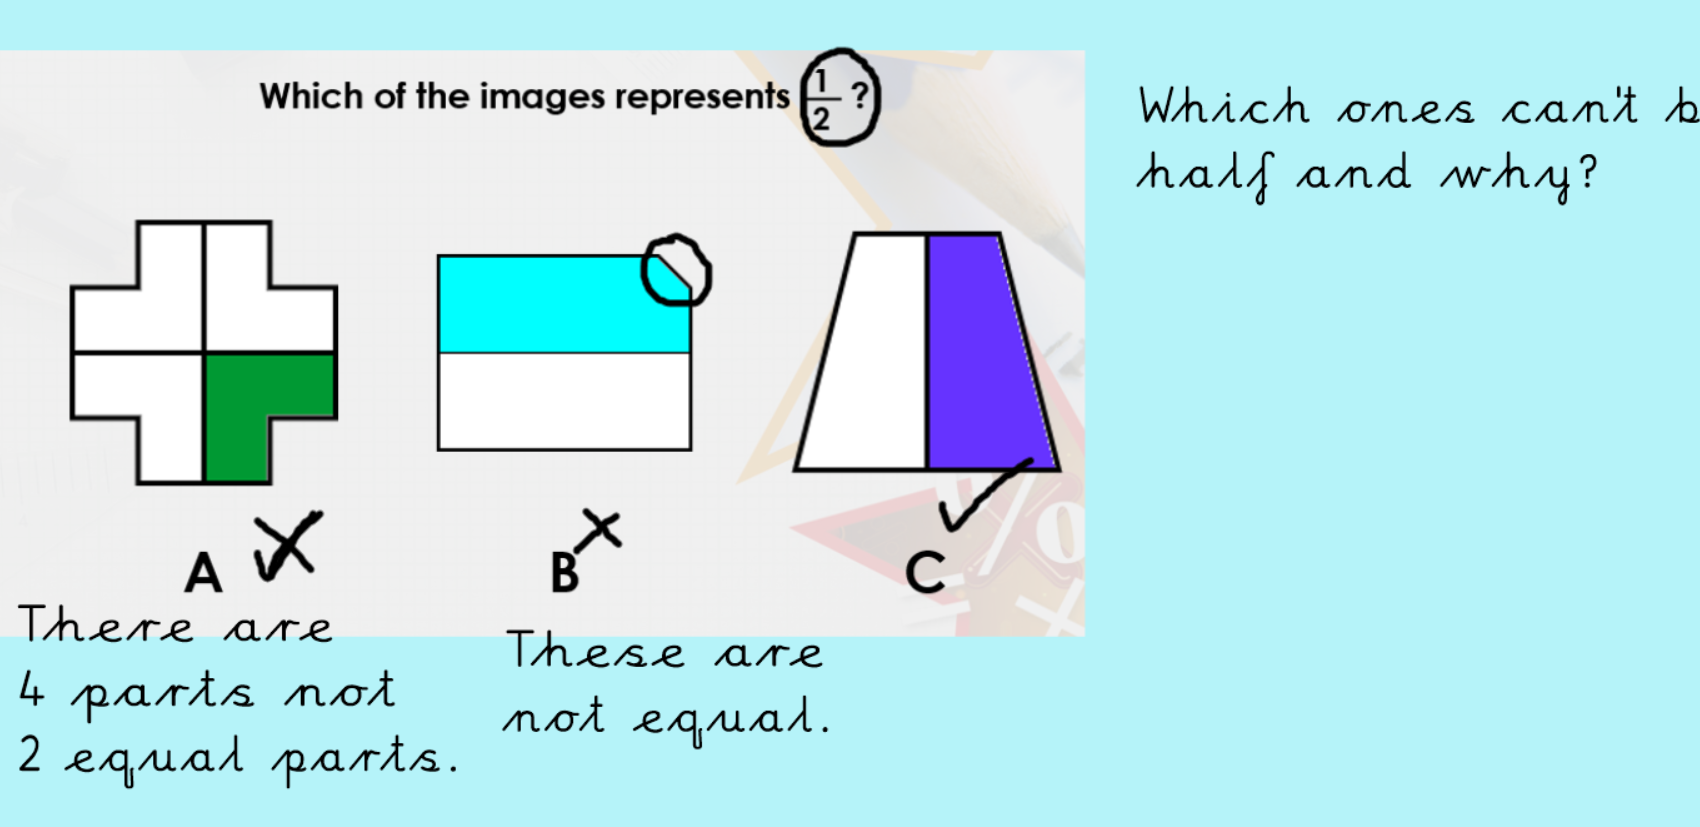 Which of the images represents 1/2 ?
Which ones can't b
half and why?
A
B
C
There are
4 parts not
2 equal parts.
These are
not equal.
%